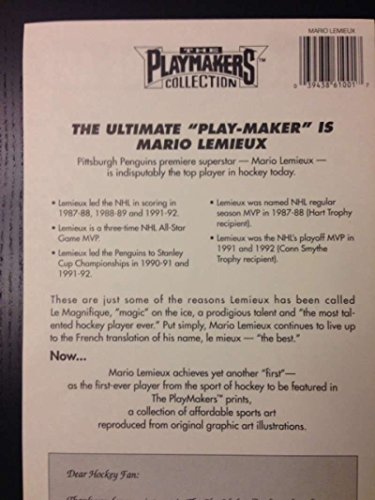 MARIO LEMIEUX
THE
PLAYMAKERS™
COLLECTION
0 39438 61001 7
THE ULTIMATE "PLAY-MAKER" IS
MARIO LEMIEUX
Pittsburgh Penguins premiere superstar — Mario Lemieux —
is indisputably the top player in hockey today.
• Lemieux led the NHL in scoring in
1987-88, 1988-89 and 1991-92.
• Lemieux is a three-time NHL All-Star
Game MVP.
• Lemieux led the Penguins to Stanley
Cup Championships in 1990-91 and
1991-92.
• Lemieux was named NHL regular
season MVP in 1987-88 (Hart Trophy
recipient).
• Lemieux was the NHL's playoff MVP in
1991 and 1992 (Conn Smythe
Trophy recipient).
These are just some of the reasons Lemieux has been called
Le Magnifique, "magic" on the ice, a prodigious talent and "the most tal-
ented hockey player ever." Put simply, Mario Lemieux continues to live up
to the French translation of his name, le mieux — "the best."
Now...
Mario Lemieux achieves yet another "first"—
as the first-ever player from the sport of hockey to be featured in
The PlayMakers™ prints,
a collection of affordable sports art
reproduced from original graphic art illustrations.
Dear Hockey Fan: